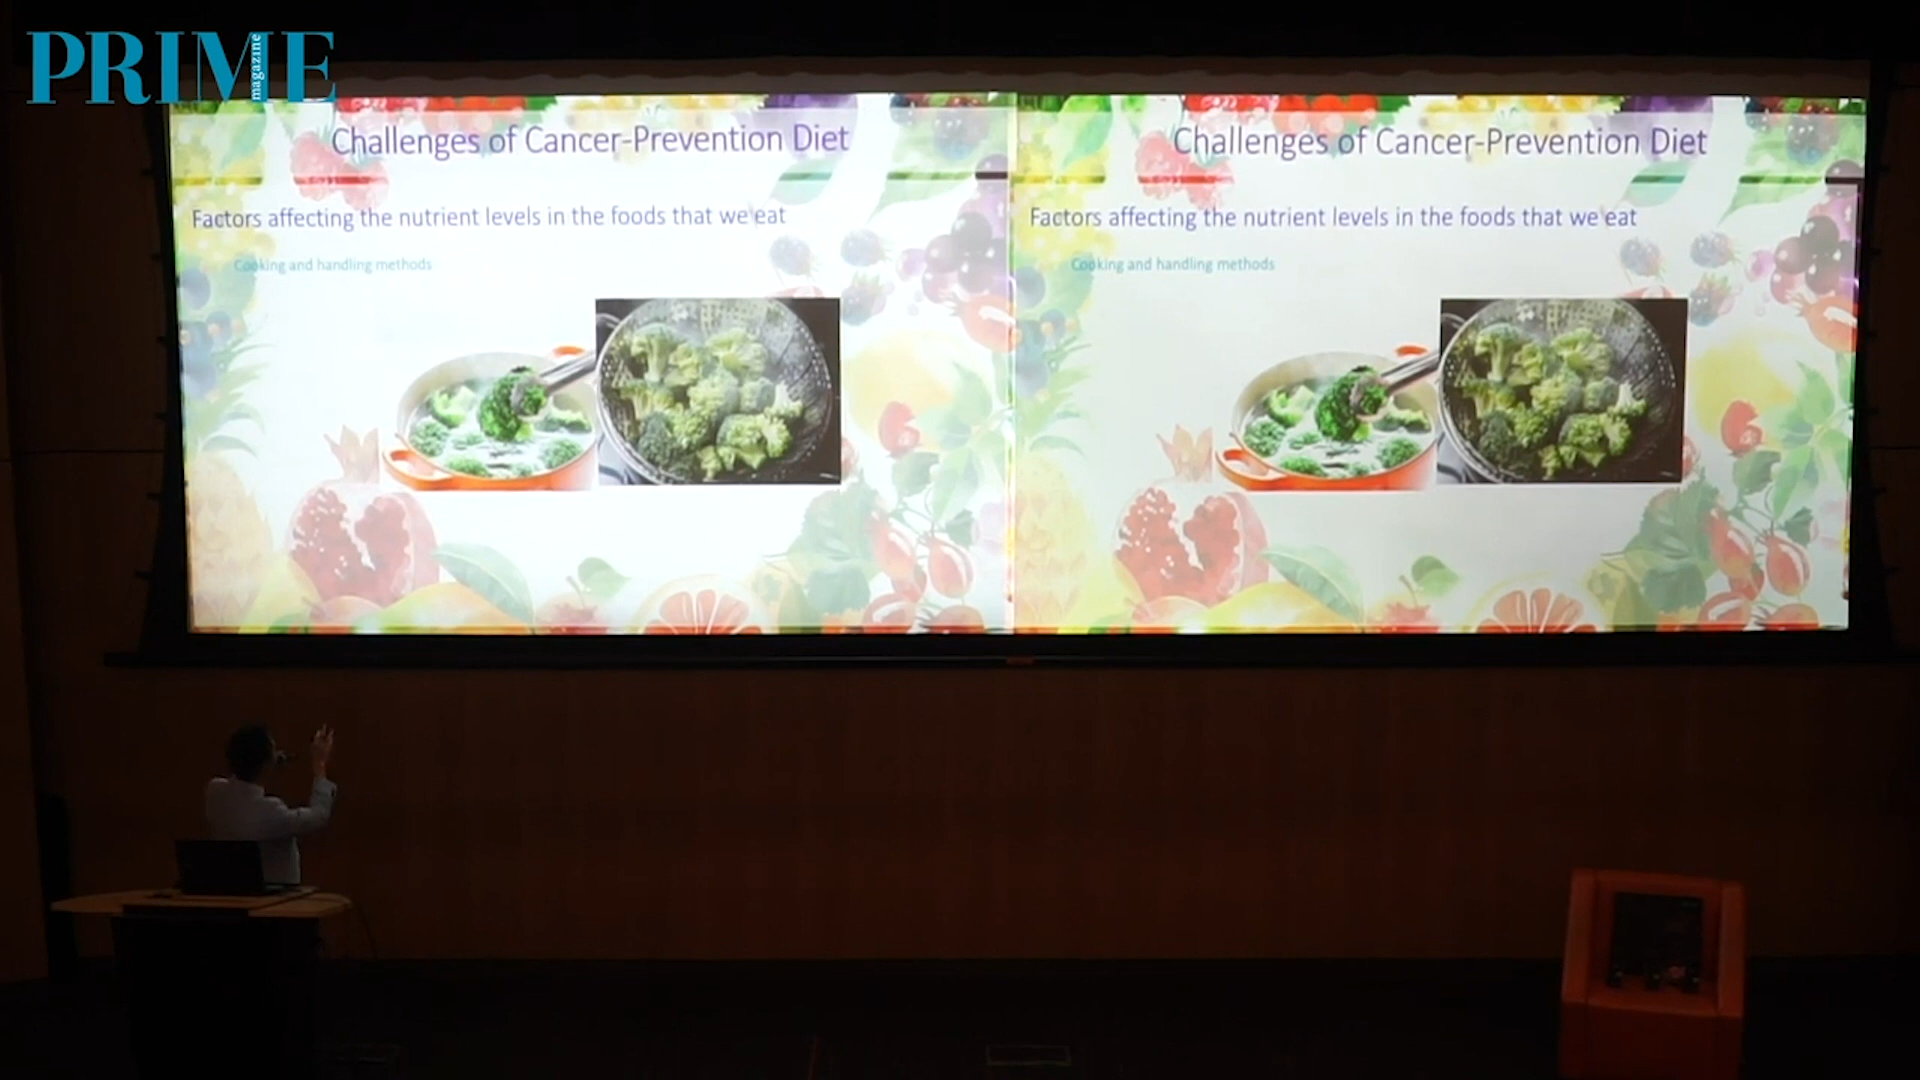 PRIME
magazine
Challenges of Cancer-Prevention Diet
Factors affecting the nutrient levels in the foods that we eat
Cooking and handling methods
Challenges of Cancer-Prevention Diet
Factors affecting the nutrient levels in the foods that we eat
Cooking and handling methods